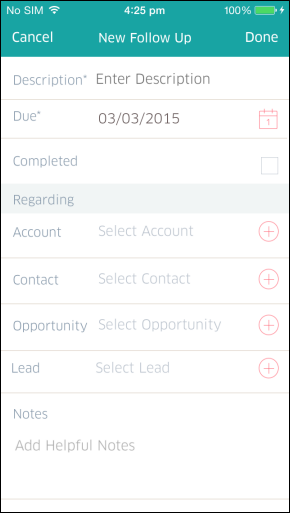 No SIM 4:25 pm 100%
Cancel New Follow Up Done
Description* Enter Description
Due* 03/03/2015 1
Completed
Regarding
Account Select Account
Contact Select Contact
Opportunity Select Opportunity
Lead Select Lead
Notes
Add Helpful Notes